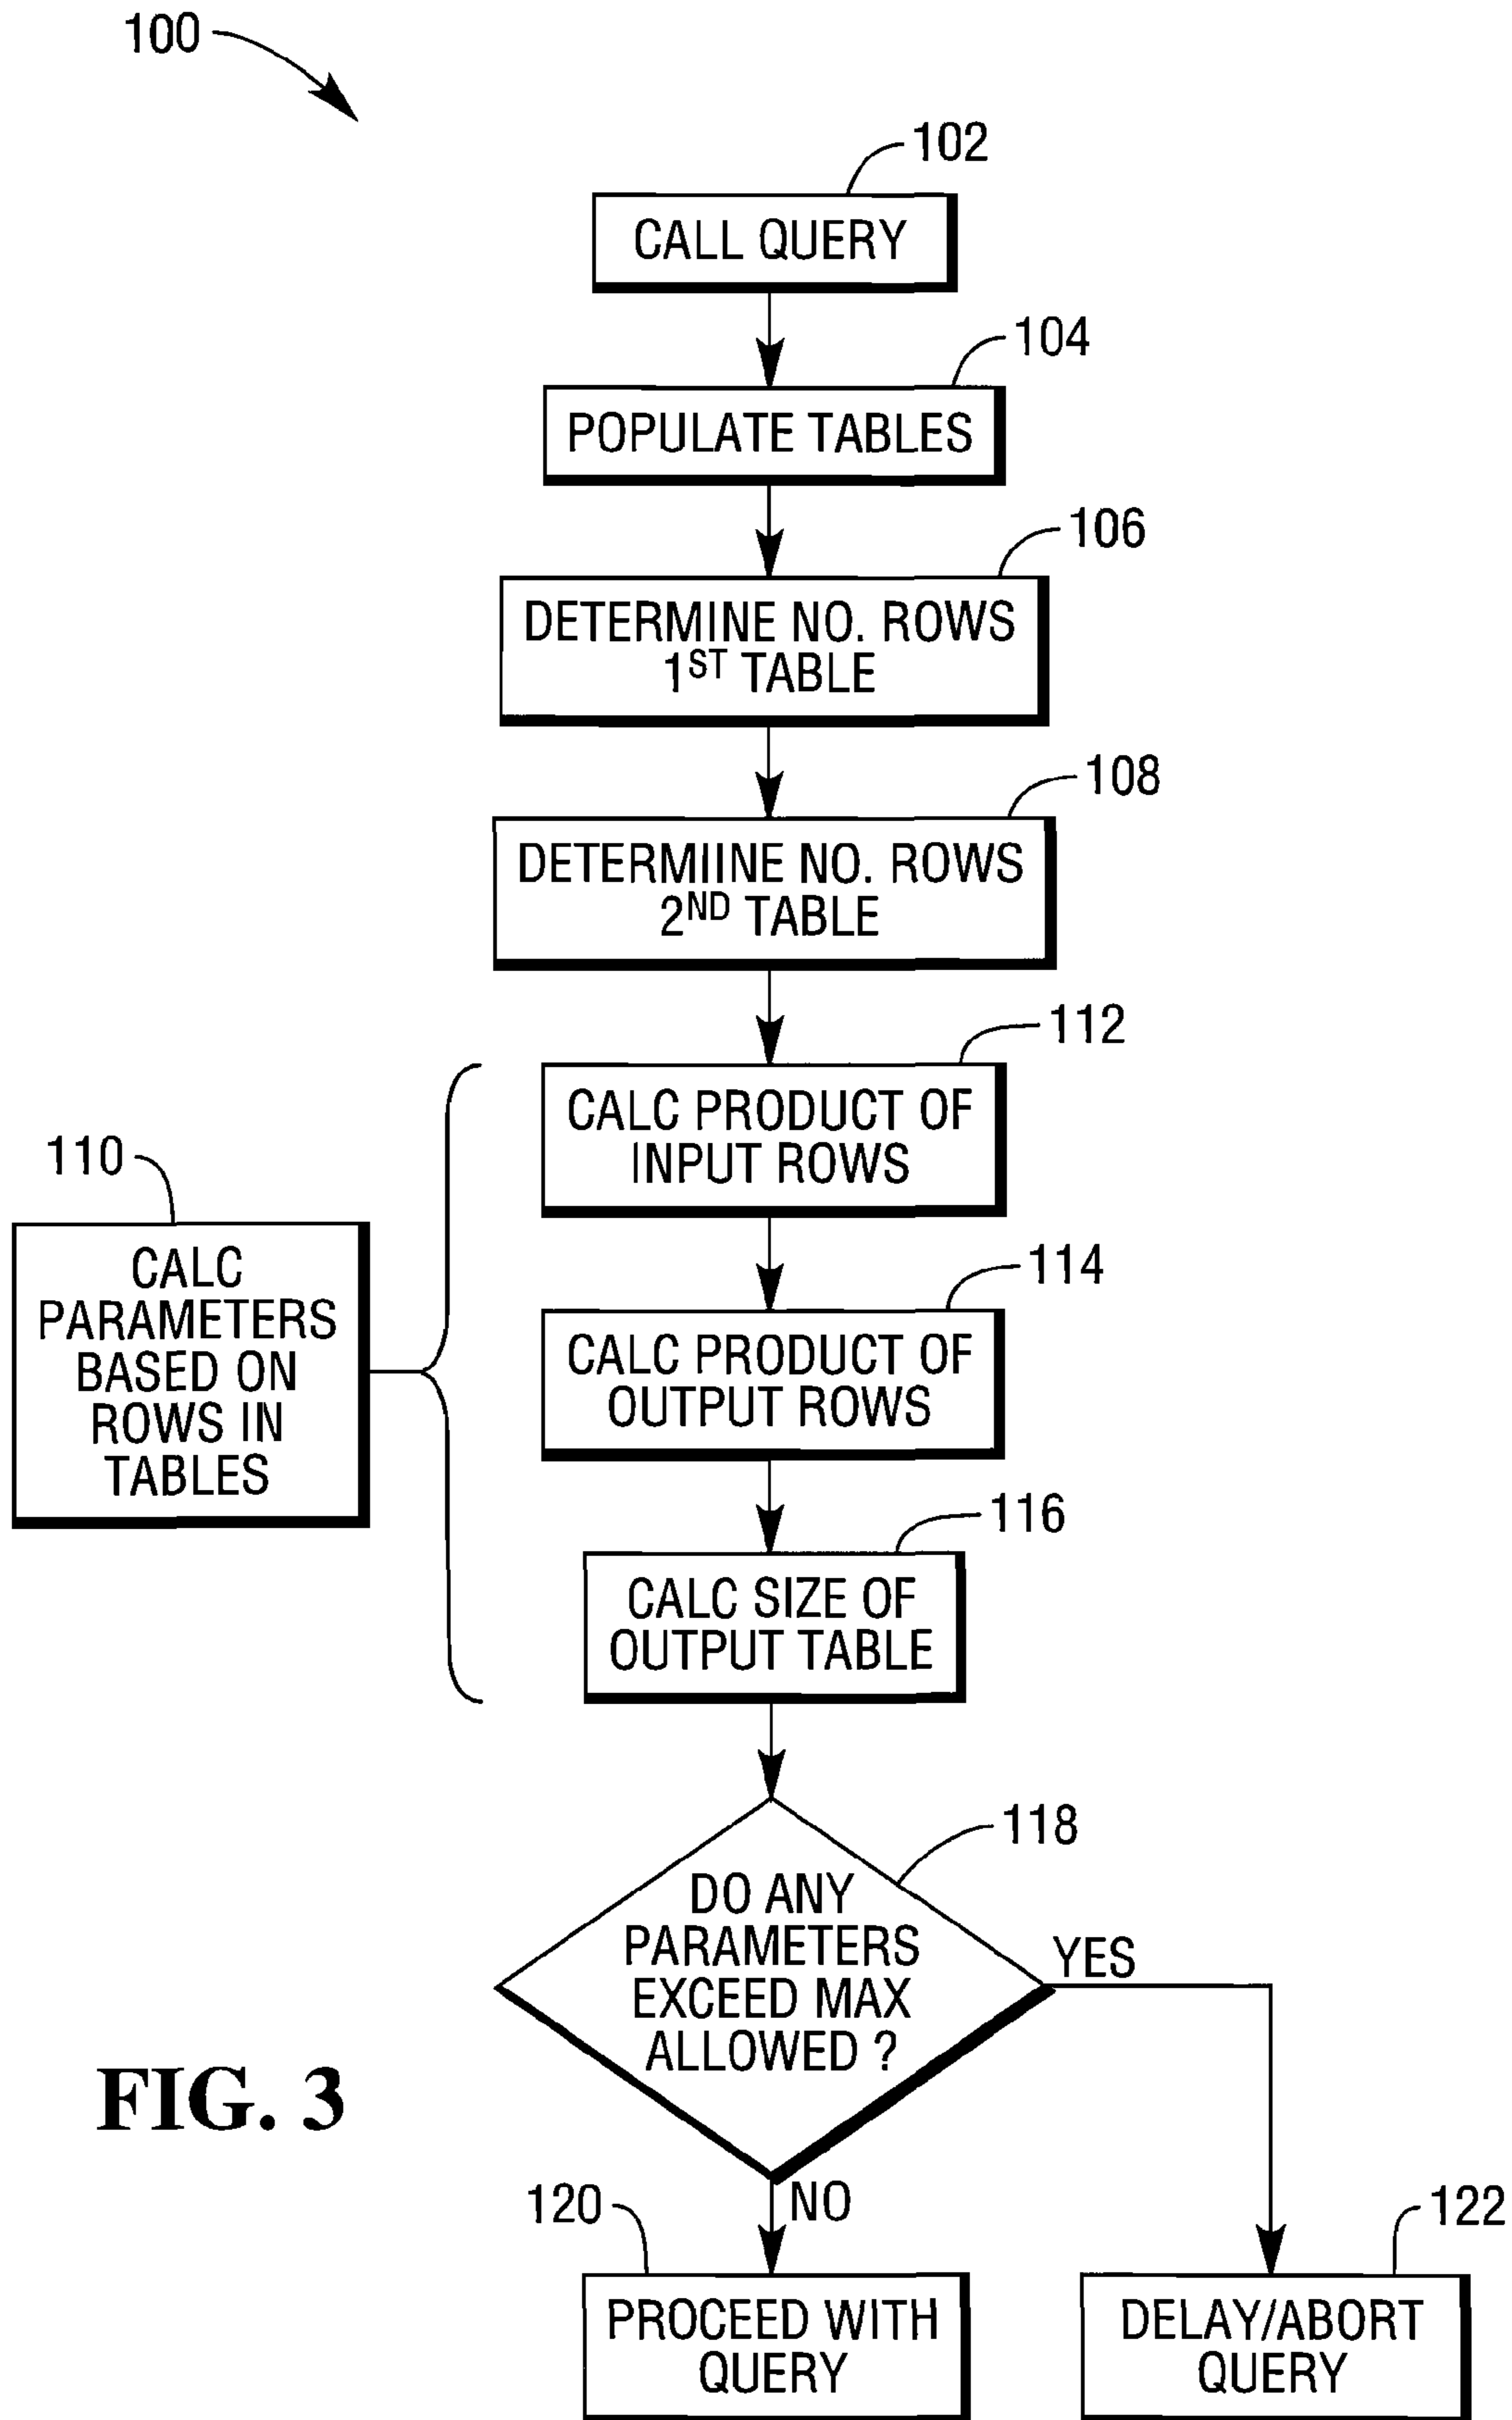 100
102
CALL QUERY
104
POPULATE TABLES
106
DETERMINE NO. ROWS
1ST TABLE
108
DETERMIINE NO. ROWS
2ND TABLE
112
CALC PRODUCT OF
INPUT ROWS
110
CALC
PARAMETERS
BASED ON
ROWS IN
TABLES
114
CALC PRODUCT OF
OUTPUT ROWS
116
CALC SIZE OF
OUTPUT TABLE
118
DO ANY
PARAMETERS
EXCEED MAX
ALLOWED ?
YES
FIG. 3
NO
120
PROCEED WITH
QUERY
122
DELAY/ABORT
QUERY